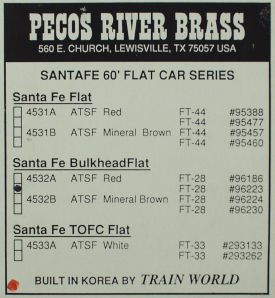 PECOS RIVER BRASS
560 E. CHURCH, LEWISVILLE, TX 75057 USA
SANTAFE 60' FLAT CAR SERIES
Santa Fe Flat
4531A ATSF Red FT-44 #95388
FT-44 #95477
4531B ATSF Mineral Brown FT-44 #95457
FT-44 #95460
Santa Fe BulkheadFlat
4532A ATSF Red FT-28 #96186
FT-28 #96223
4532B ATSF Mineral Brown FT-28 #96224
FT-28 #96230
Santa Fe TOFC Flat
4533A ATSF White FT-33 #293133
FT-33 #293262
BUILT IN KOREA BY TRAIN WORLD